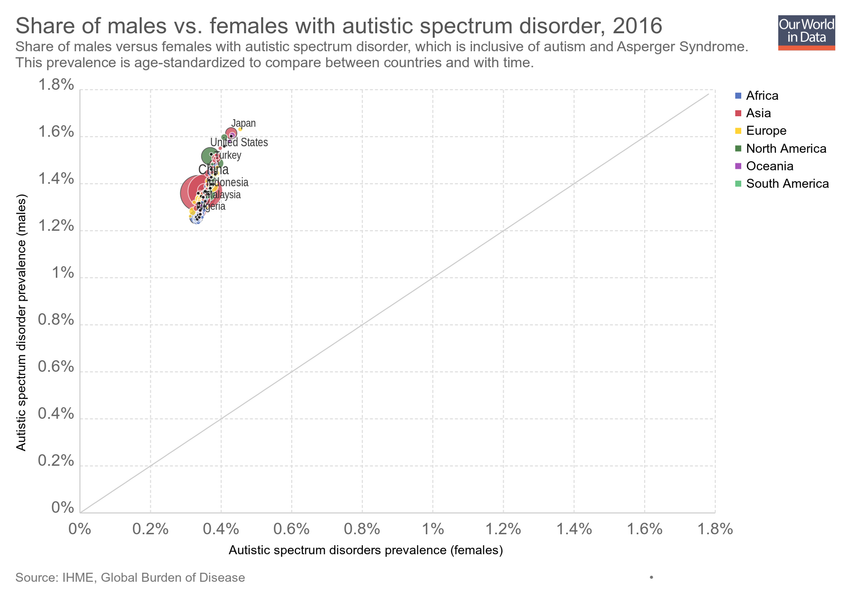 Share of males vs. females with autistic spectrum disorder, 2016
Our World
in Data
Share of males versus females with autistic spectrum disorder, which is inclusive of autism and Asperger Syndrome.
This prevalence is age-standardized to compare between countries and with time.
1.8%
1.6%
1.4%
1.2%
1%
0.8%
0.6%
0.4%
0.2%
0%
Autistic spectrum disorder prevalence (males)
Japan
United States
Turkey
China
Indonesia
Malaysia
Africa
Asia
Europe
North America
Oceania
South America
0%
0.2%
0.4%
0.6%
0.8%
1%
1.2%
1.4%
1.6%
1.8%
Autistic spectrum disorders prevalence (females)
Source: IHME, Global Burden of Disease